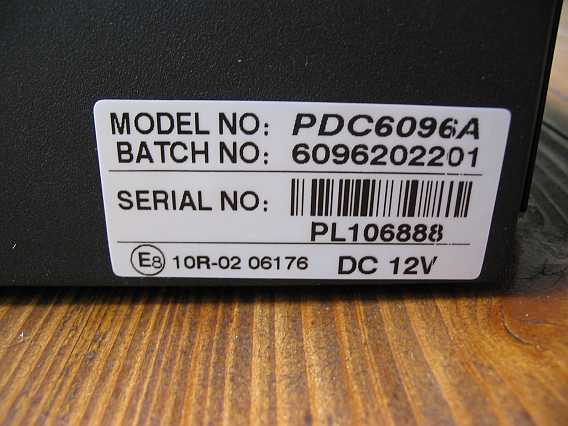 MODEL NO: PDC6096A
BATCH NO: 6096202201
SERIAL NO:
PL106888
E8 10R-02 06176 DC 12V